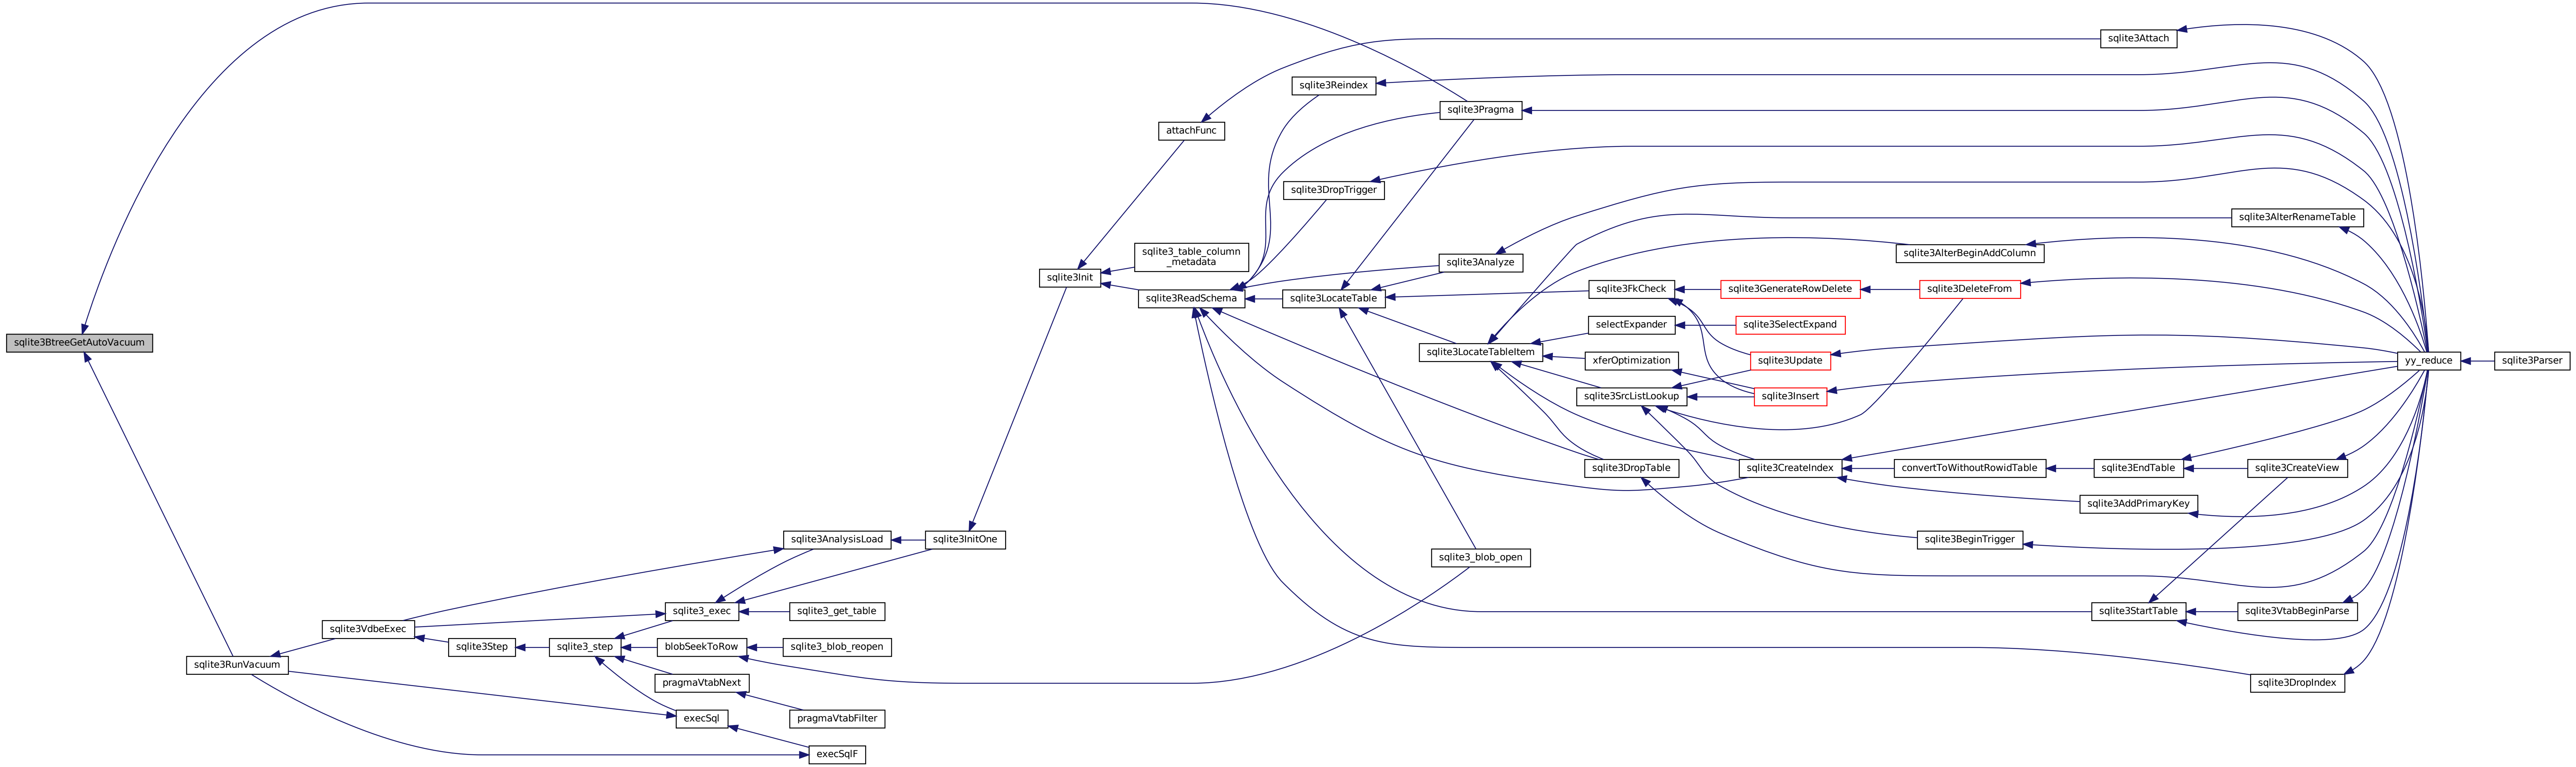 sqlite3Attach
sqlite3Reindex
sqlite3Pragma
attachFunc
sqlite3DropTrigger
sqlite3AlterRenameTable
sqlite3_table_column
_metadata
sqlite3AlterBeginAddColumn
sqlite3Analyze
sqlite3Init
sqlite3FkCheck
sqlite3GenerateRowDelete
sqlite3DeleteFrom
sqlite3ReadSchema
sqlite3LocateTable
selectExpander
sqlite3SelectExpand
sqlite3BtreeGetAutoVacuum
sqlite3LocateTableItem
xferOptimization
sqlite3Update
yy_reduce
sqlite3Parser
sqlite3SrcListLookup
sqlite3Insert
sqlite3DropTable
sqlite3CreateIndex
convertToWithoutRowidTable
sqlite3EndTable
sqlite3CreateView
sqlite3AddPrimaryKey
sqlite3AnalysisLoad
sqlite3InitOne
sqlite3BeginTrigger
sqlite3_blob_open
sqlite3_exec
sqlite3_get_table
sqlite3StartTable
sqlite3VtabBeginParse
sqlite3VdbeExec
sqlite3Step
sqlite3_step
blobSeekToRow
sqlite3_blob_reopen
sqlite3RunVacuum
pragmaVtabNext
sqlite3DropIndex
execSql
pragmaVtabFilter
execSqlF